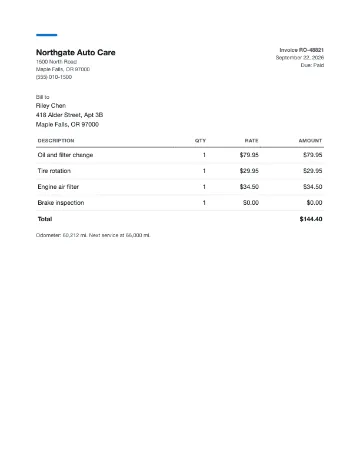 Northgate Auto Care
1500 North Road
Maple Falls, OR 97000
(555) 010-1500
Invoice RO-48821
September 22, 2026
Due: Paid
Bill to
Riley Chen
418 Alder Street, Apt 3B
Maple Falls, OR 97000
DESCRIPTION QTY RATE AMOUNT
Oil and filter change 1 $79.95 $79.95
Tire rotation 1 $29.95 $29.95
Engine air filter 1 $34.50 $34.50
Brake inspection 1 $0.00 $0.00
Total $144.40
Odometer: 60,212 mi. Next service at 66,000 mi.